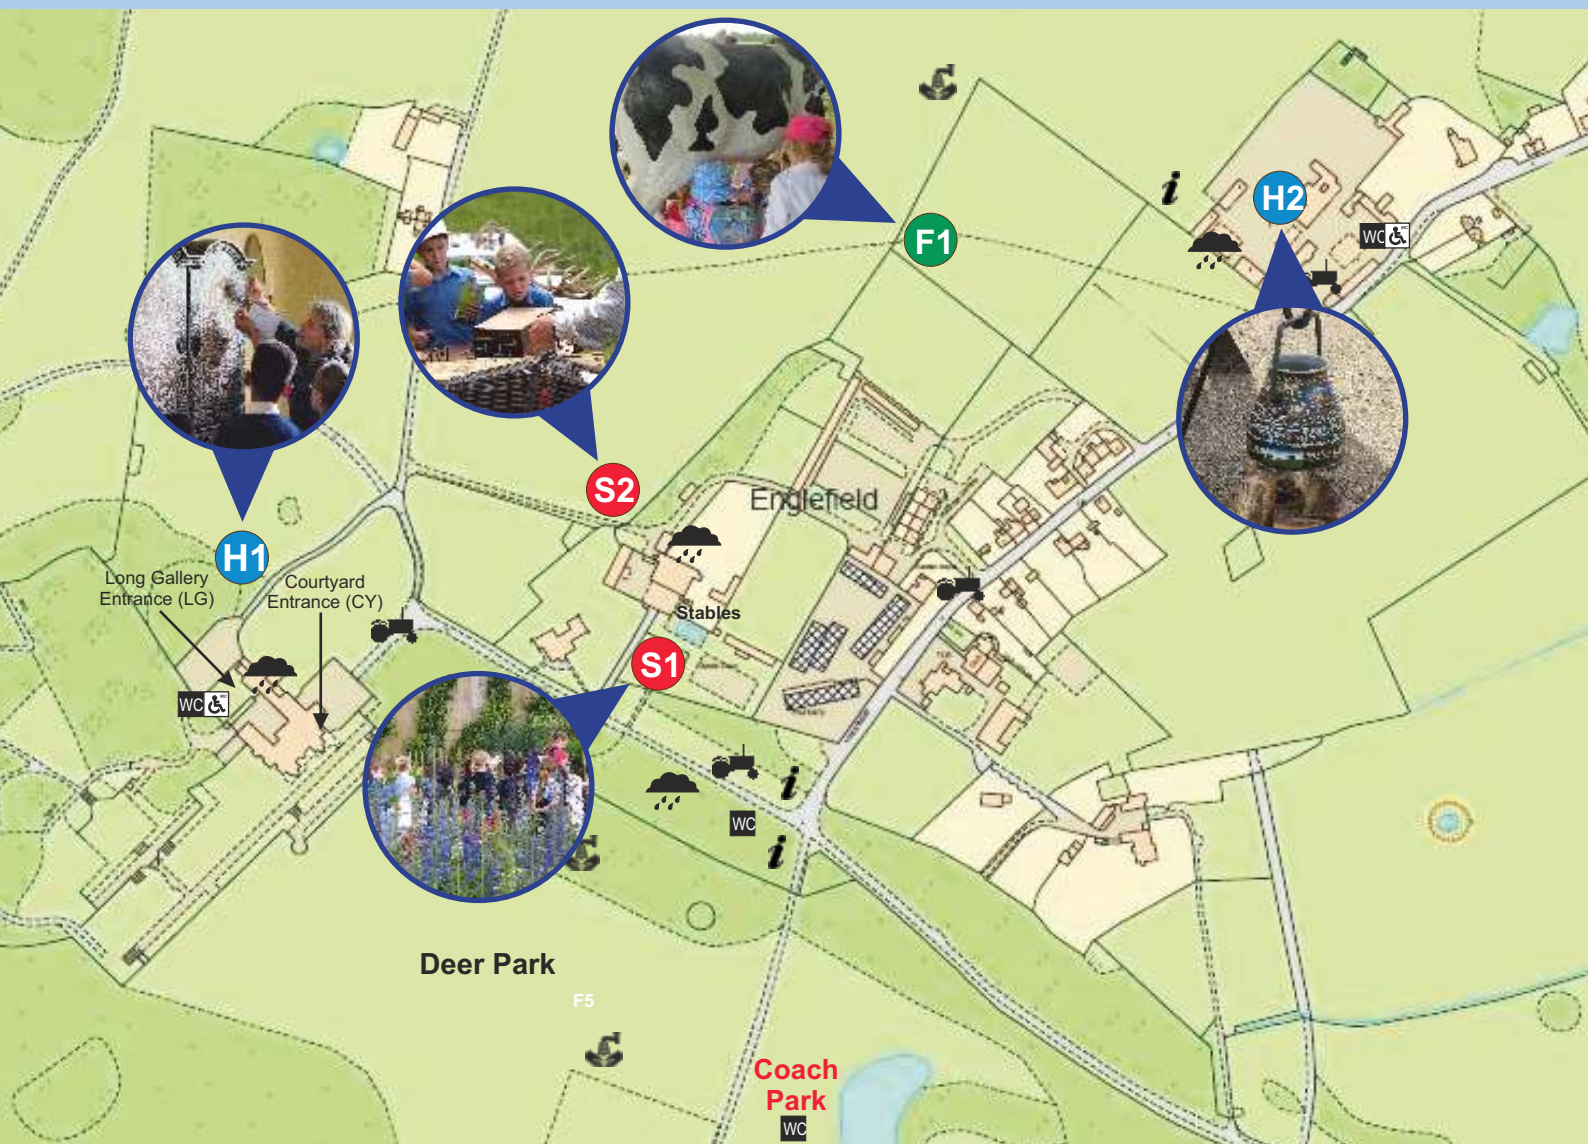 F1
H2
WC
S2
Englefield
H1
Long Gallery
Entrance (LG)
Courtyard
Entrance (CY)
Stables
S1
WC
i
i
WC
i
Deer Park
F5
Coach
Park
WC